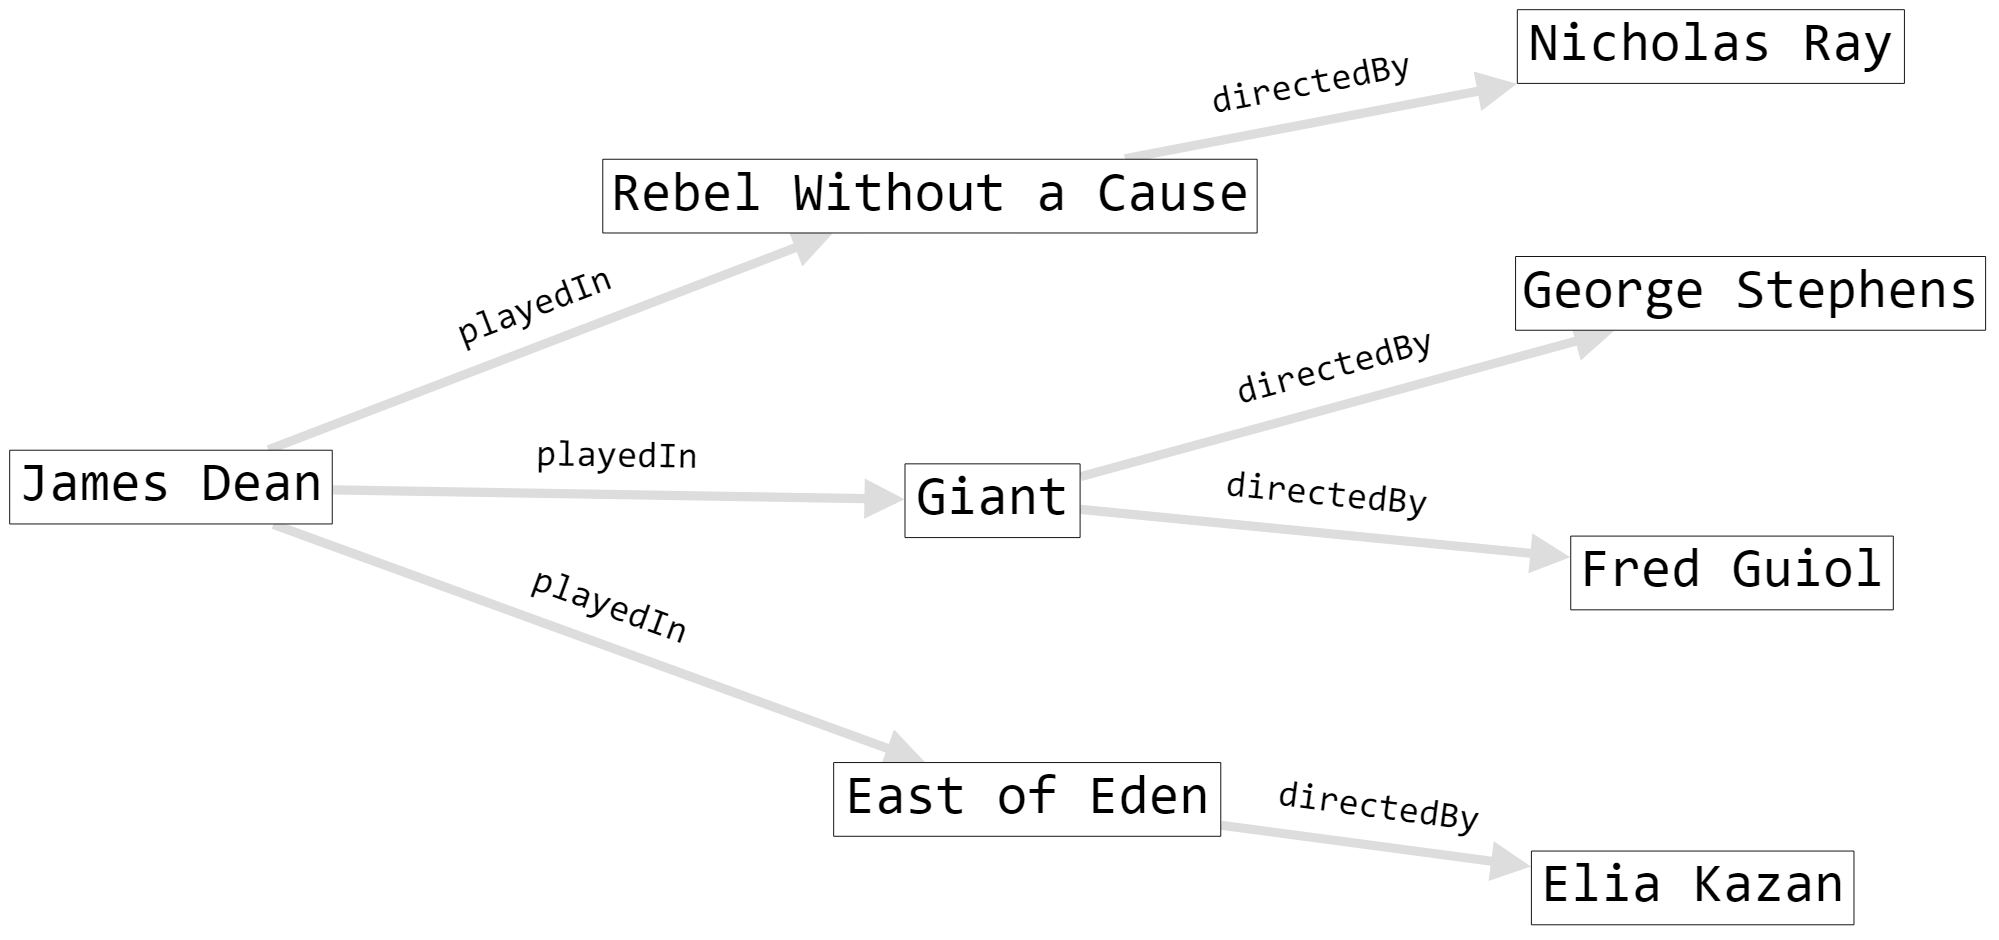 Nicholas Ray
directedBy
Rebel Without a Cause
George Stephens
playedIn
directedBy
James Dean
playedIn
Giant
directedBy
Fred Guiol
playedIn
East of Eden
directedBy
Elia Kazan